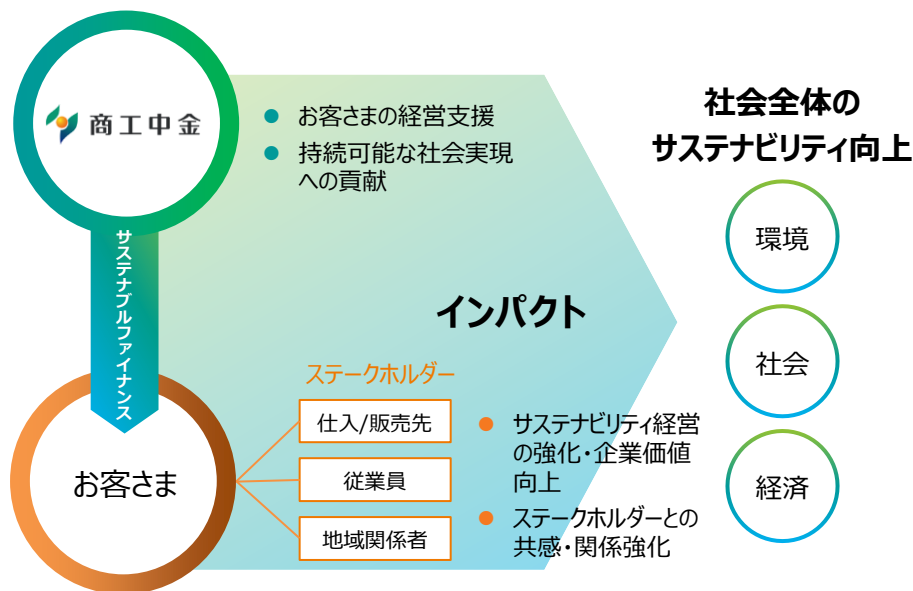 商工中金
● お客さまの経営支援
● 持続可能な社会実現
への貢献
サステナブルファイナンス
お客さま
インパクト
ステークホルダー
仕入/販売先
従業員
地域関係者
● サステナビリティ経営
の強化・企業価値
向上
● ステークホルダーとの
共感・関係強化
社会全体の
サステナビリティ向上
環境
社会
経済